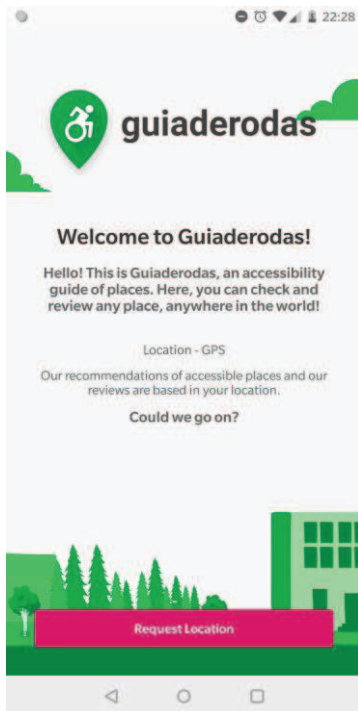 22:28
guiaderodas
Welcome to Guiaderodas!
Hello! This is Guiaderodas, an accessibility
guide of places. Here, you can check and
review any place, anywhere in the world!
Location - GPS
Our recommendations of accessible places and our
reviews are based in your location.
Could we go on?
Request Location